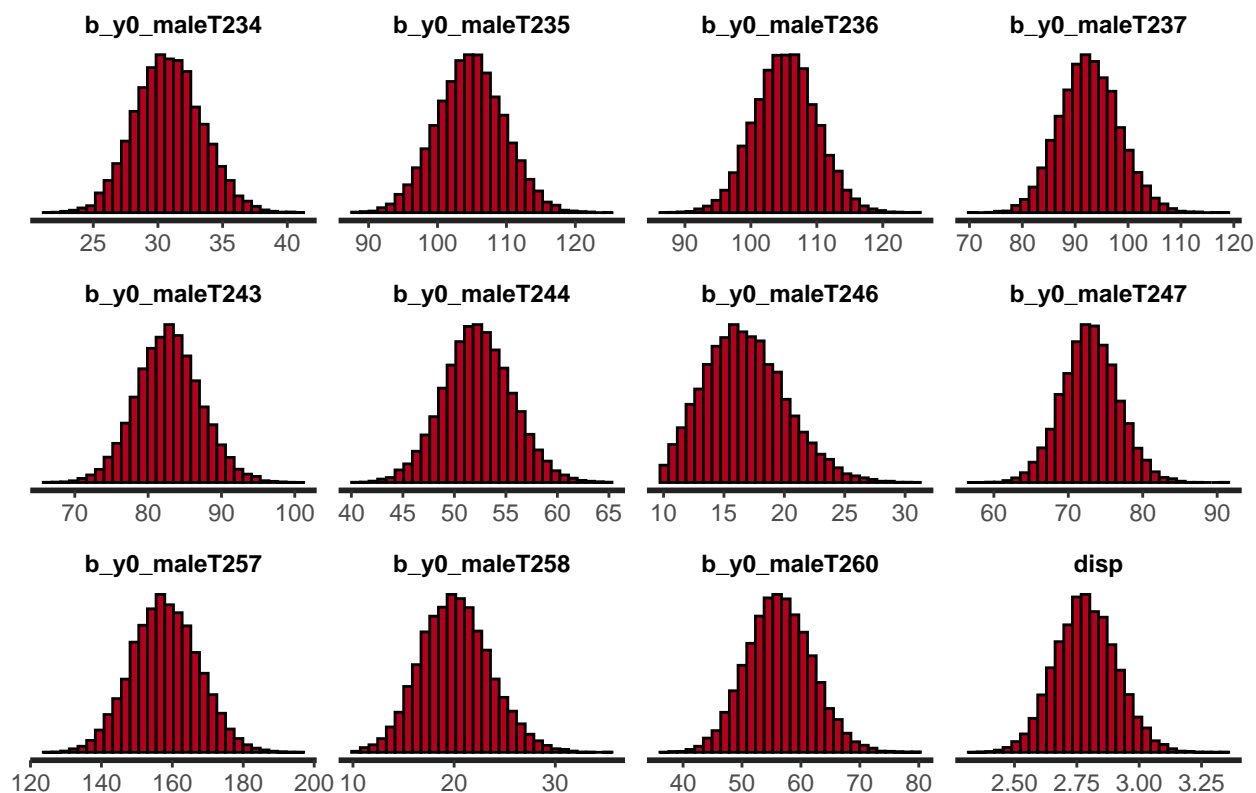 b_y0_maleT234 b_y0_maleT235 b_y0_maleT236 b_y0_maleT237
25 30 35 40 90 100 110 120 90 100 110 120 70 80 90 100 110 120
b_y0_maleT243 b_y0_maleT244 b_y0_maleT246 b_y0_maleT247
70 80 90 100 40 45 50 55 60 65 10 15 20 25 30 60 70 80 90
b_y0_maleT257 b_y0_maleT258 b_y0_maleT260 disp
120 140 160 180 200 10 20 30 40 50 60 70 80 2.50 2.75 3.00 3.25